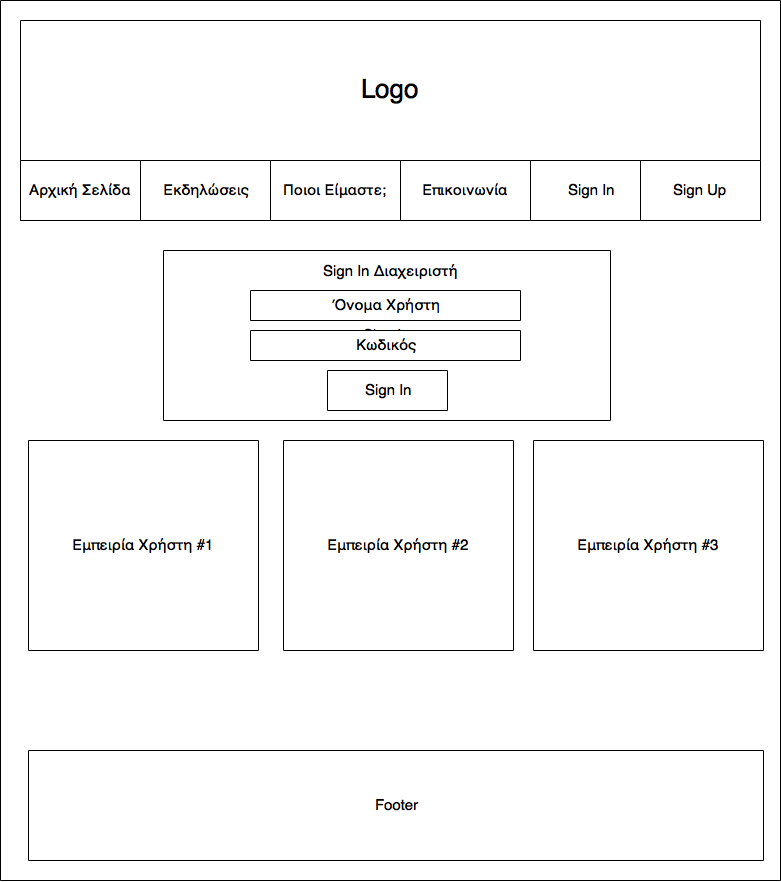 Logo
Αρχική Σελίδα
Εκδηλώσεις
Ποιοι Είμαστε;
Επικοινωνία
Sign In
Sign Up
Sign In Διαχειριστή
Όνομα Χρήστη
Κωδικός
Sign In
Εμπειρία Χρήστη #1
Εμπειρία Χρήστη #2
Εμπειρία Χρήστη #3
Footer